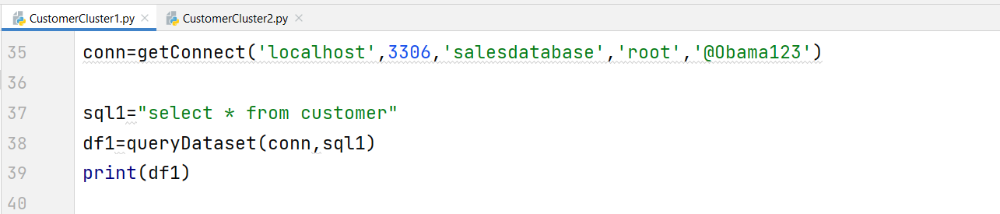 CustomerCluster1.py CustomerCluster2.py
35 conn=getConnect('localhost',3306,'salesdatabase','root','@Obama123')
36
37 sql1="select * from customer"
38 df1=queryDataset(conn,sql1)
39 print(df1)
40